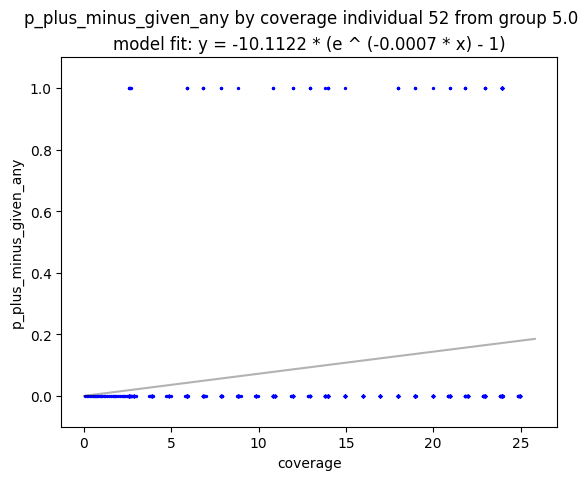 p_plus_minus_given_any by coverage individual 52 from group 5.0
model fit: y = -10.1122 * (e ^ (-0.0007 * x) - 1)
1.0
0.8
0.6
0.4
0.2
0.0
p_plus_minus_given_any
0 5 10 15 20 25
coverage